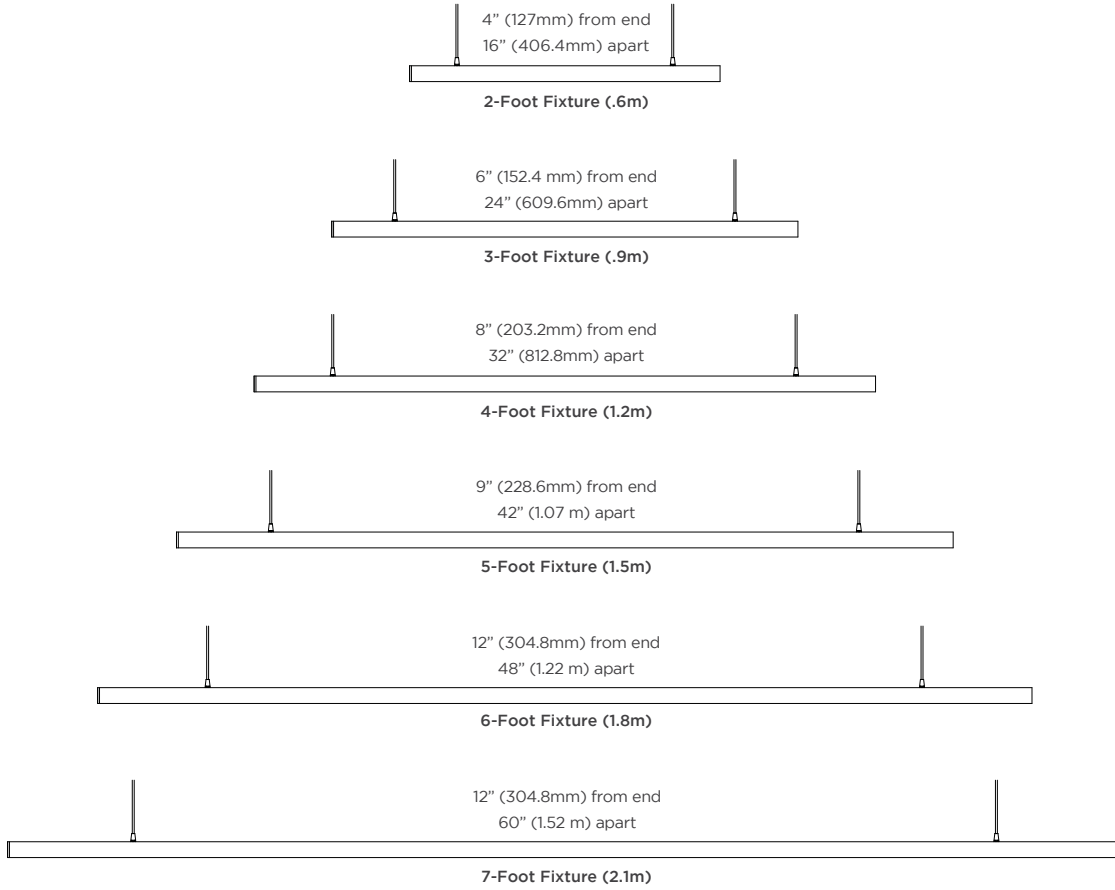 4” (127mm) from end
16” (406.4mm) apart
2-Foot Fixture (.6m)
6” (152.4 mm) from end
24” (609.6mm) apart
3-Foot Fixture (.9m)
8” (203.2mm) from end
32” (812.8mm) apart
4-Foot Fixture (1.2m)
9” (228.6mm) from end
42” (1.07 m) apart
5-Foot Fixture (1.5m)
12” (304.8mm) from end
48” (1.22 m) apart
6-Foot Fixture (1.8m)
12” (304.8mm) from end
60” (1.52 m) apart
7-Foot Fixture (2.1m)